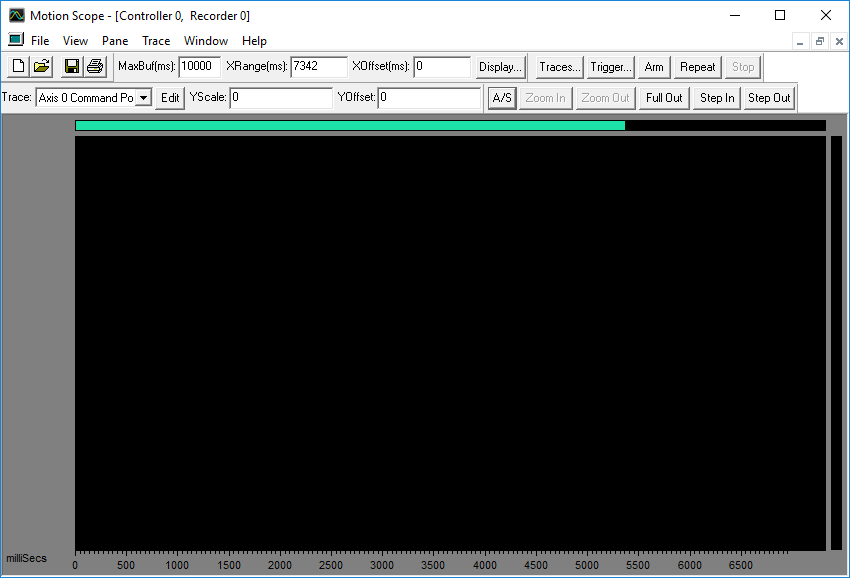 Motion Scope - [Controller 0,  Recorder 0]
File View Pane Trace Window Help
MaxBuf(ms): 10000 XRange(ms): 7342 XOffset(ms): 0 Display... Traces... Trigger... Arm Repeat Stop
Trace: Axis 0 Command Po Edit YScale: 0 YOffset: 0 A/S Zoom In Zoom Out Full Out Step In Step Out
milliSecs
0 500 1000 1500 2000 2500 3000 3500 4000 4500 5000 5500 6000 6500